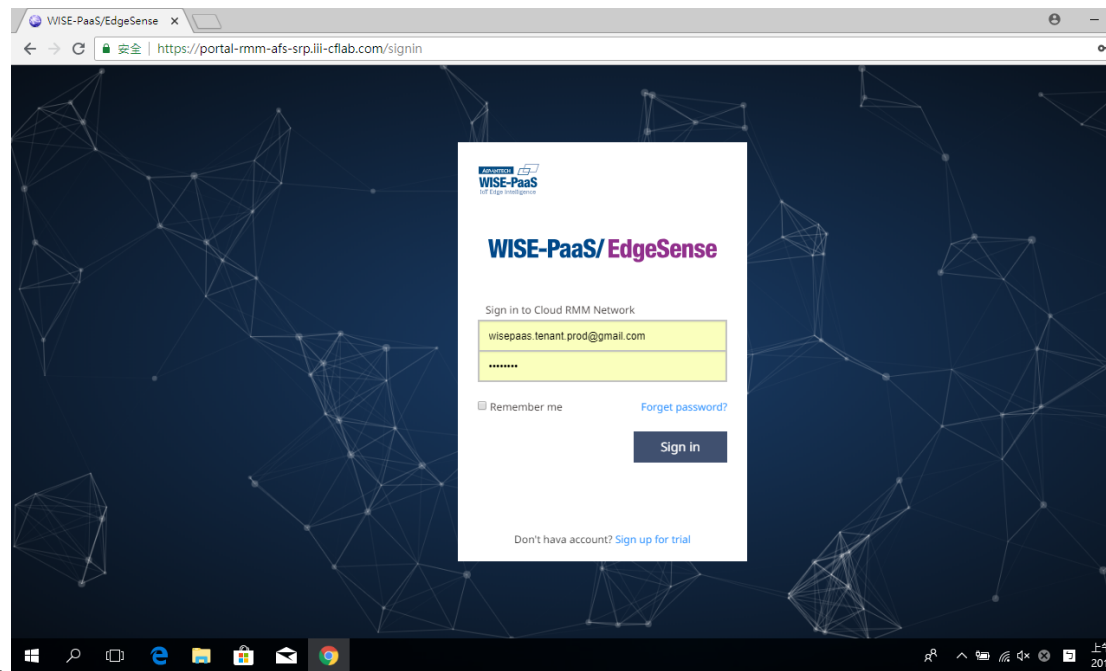 WISE-PaaS/EdgeSense
安全 | https://portal-rmm-afs-srp.iii-cflab.com/signin
ADVANTECH
WISE-PaaS
IoT Edge Intelligence
WISE-PaaS/EdgeSense
Sign in to Cloud RMM Network
wisepaas.tenant.prod@gmail.com
••••••••
Remember me Forget password?
Sign in
Don't hava account? Sign up for trial